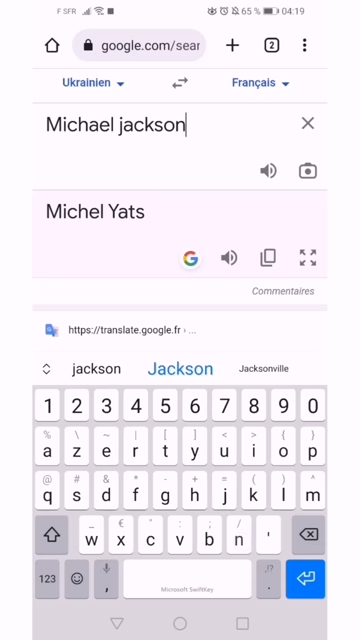 F SFR 65 % 04:19
google.com/sear 2
Ukrainien Français
Michael jackson
Michel Yats
Commentaires
https://translate.google.fr › ...
jackson Jackson Jacksonville
1 2 3 4 5 6 7 8 9 0
% \ ~ | [ ] < > { }
a z e r t y u i o p
@ # & * - + = ( ) ^
q s d f g h j k l m
_ € " : ; /
w x c v b n '
123 , Microsoft SwiftKey ,!? .